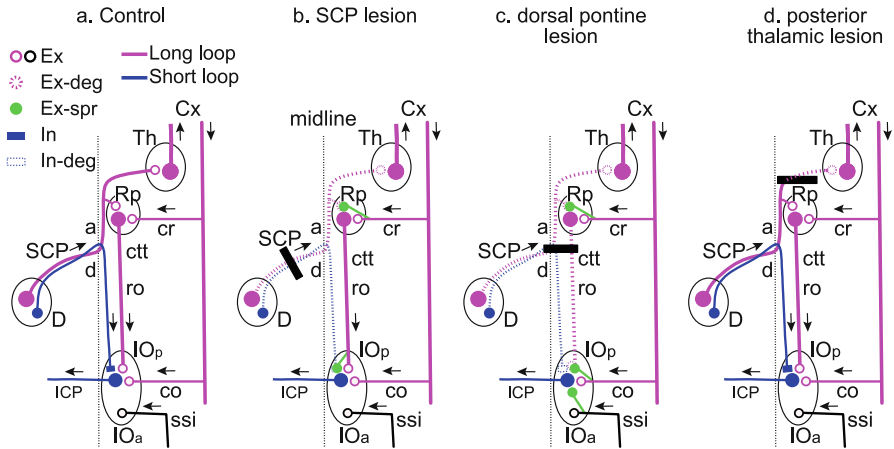 a. Control
b. SCP lesion
c. dorsal pontine
lesion
d. posterior
thalamic lesion
Ex
Ex-deg
Ex-spr
In
In-deg
Long loop
Short loop
Cx
Th
Rp
a
SCP
d
cr
ctt
ro
D
IOp
ICP
co
ssi
IOa
midline
Cx
Th
Rp
a
SCP
d
cr
ctt
ro
D
IOp
ICP
co
ssi
IOa
Cx
Th
Rp
a
SCP
d
cr
ctt
ro
D
IOp
ICP
co
ssi
IOa
Cx
Th
Rp
a
SCP
d
cr
ctt
ro
D
IOp
ICP
co
ssi
IOa